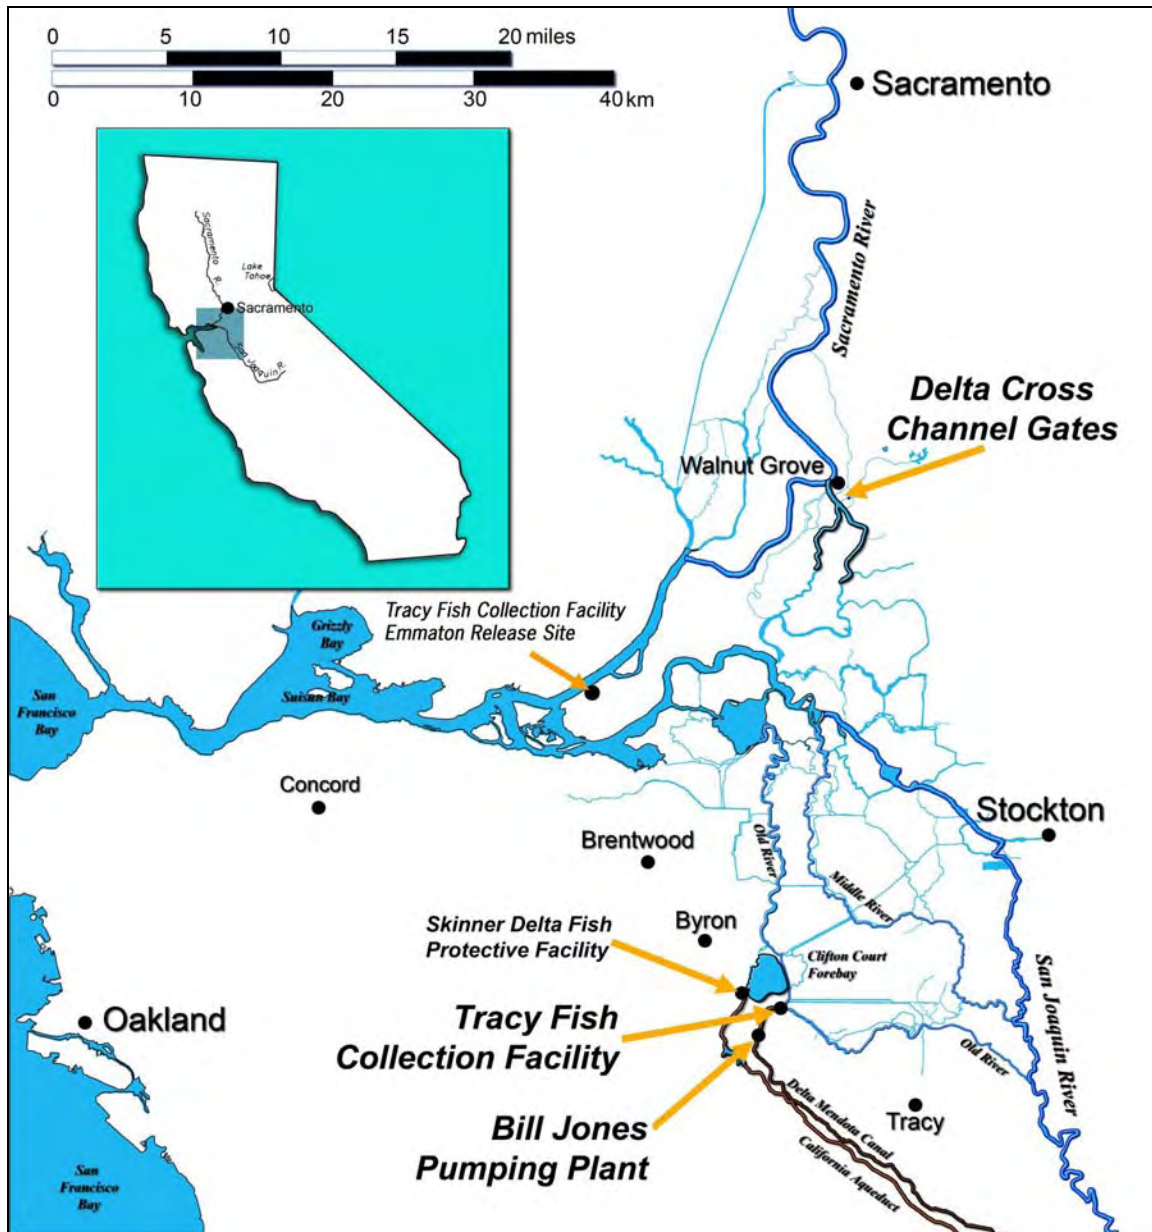 0 5 10 15 20 miles
0 10 20 30 40 km
Sacramento
Sacramento R.
Lake
Tahoe
Sacramento
San Joaquin R.
Sacramento River
Delta Cross
Channel Gates
Walnut Grove
Tracy Fish Collection Facility
Emmaton Release Site
Grizzly
Bay
Suisun Bay
San
Francisco
Bay
Concord
Stockton
Brentwood
Old River
Middle River
Skinner Delta Fish
Protective Facility
Byron
Clifton Court
Forebay
San Joaquin River
Oakland
Tracy Fish
Collection Facility
Old River
Bill Jones
Pumping Plant
Delta Mendota Canal
California Aqueduct
Tracy
San
Francisco
Bay